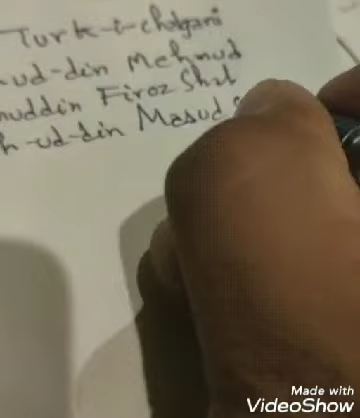 Turk-i-chalgani
-ud-din Mehmud
nuddin Firoz Shah
h-ud-din Masud S
Made with
VideoShow